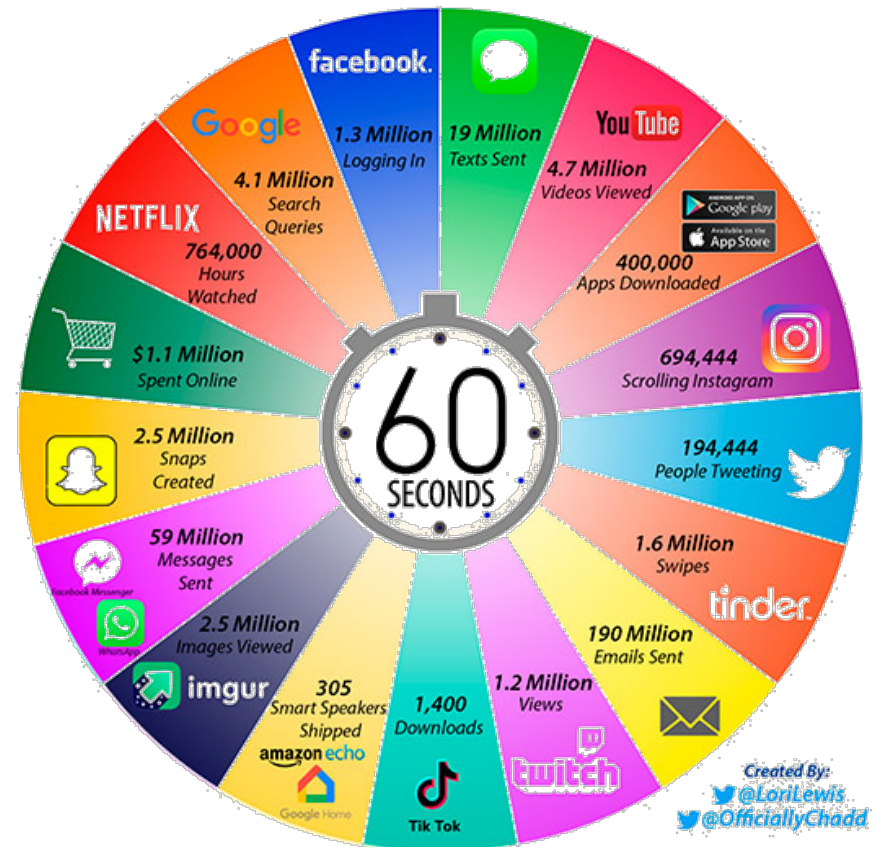 facebook.
1.3 Million
Logging In
19 Million
Texts Sent
YouTube
4.7 Million
Videos Viewed
ANDROID APP ON
Google play
Available on the
App Store
400,000
Apps Downloaded
694,444
Scrolling Instagram
194,444
People Tweeting
1.6 Million
Swipes
tinder
190 Million
Emails Sent
1.2 Million
Views
twitch
1,400
Downloads
Tik Tok
305
Smart Speakers
Shipped
amazon echo
Google Home
2.5 Million
Images Viewed
imgur
59 Million
Messages
Sent
Facebook Messenger
WhatsApp
2.5 Million
Snaps
Created
$1.1 Million
Spent Online
NETFLIX
764,000
Hours
Watched
Google
4.1 Million
Search
Queries
60
SECONDS
Created By:
@LoriLewis
@OfficiallyChadd